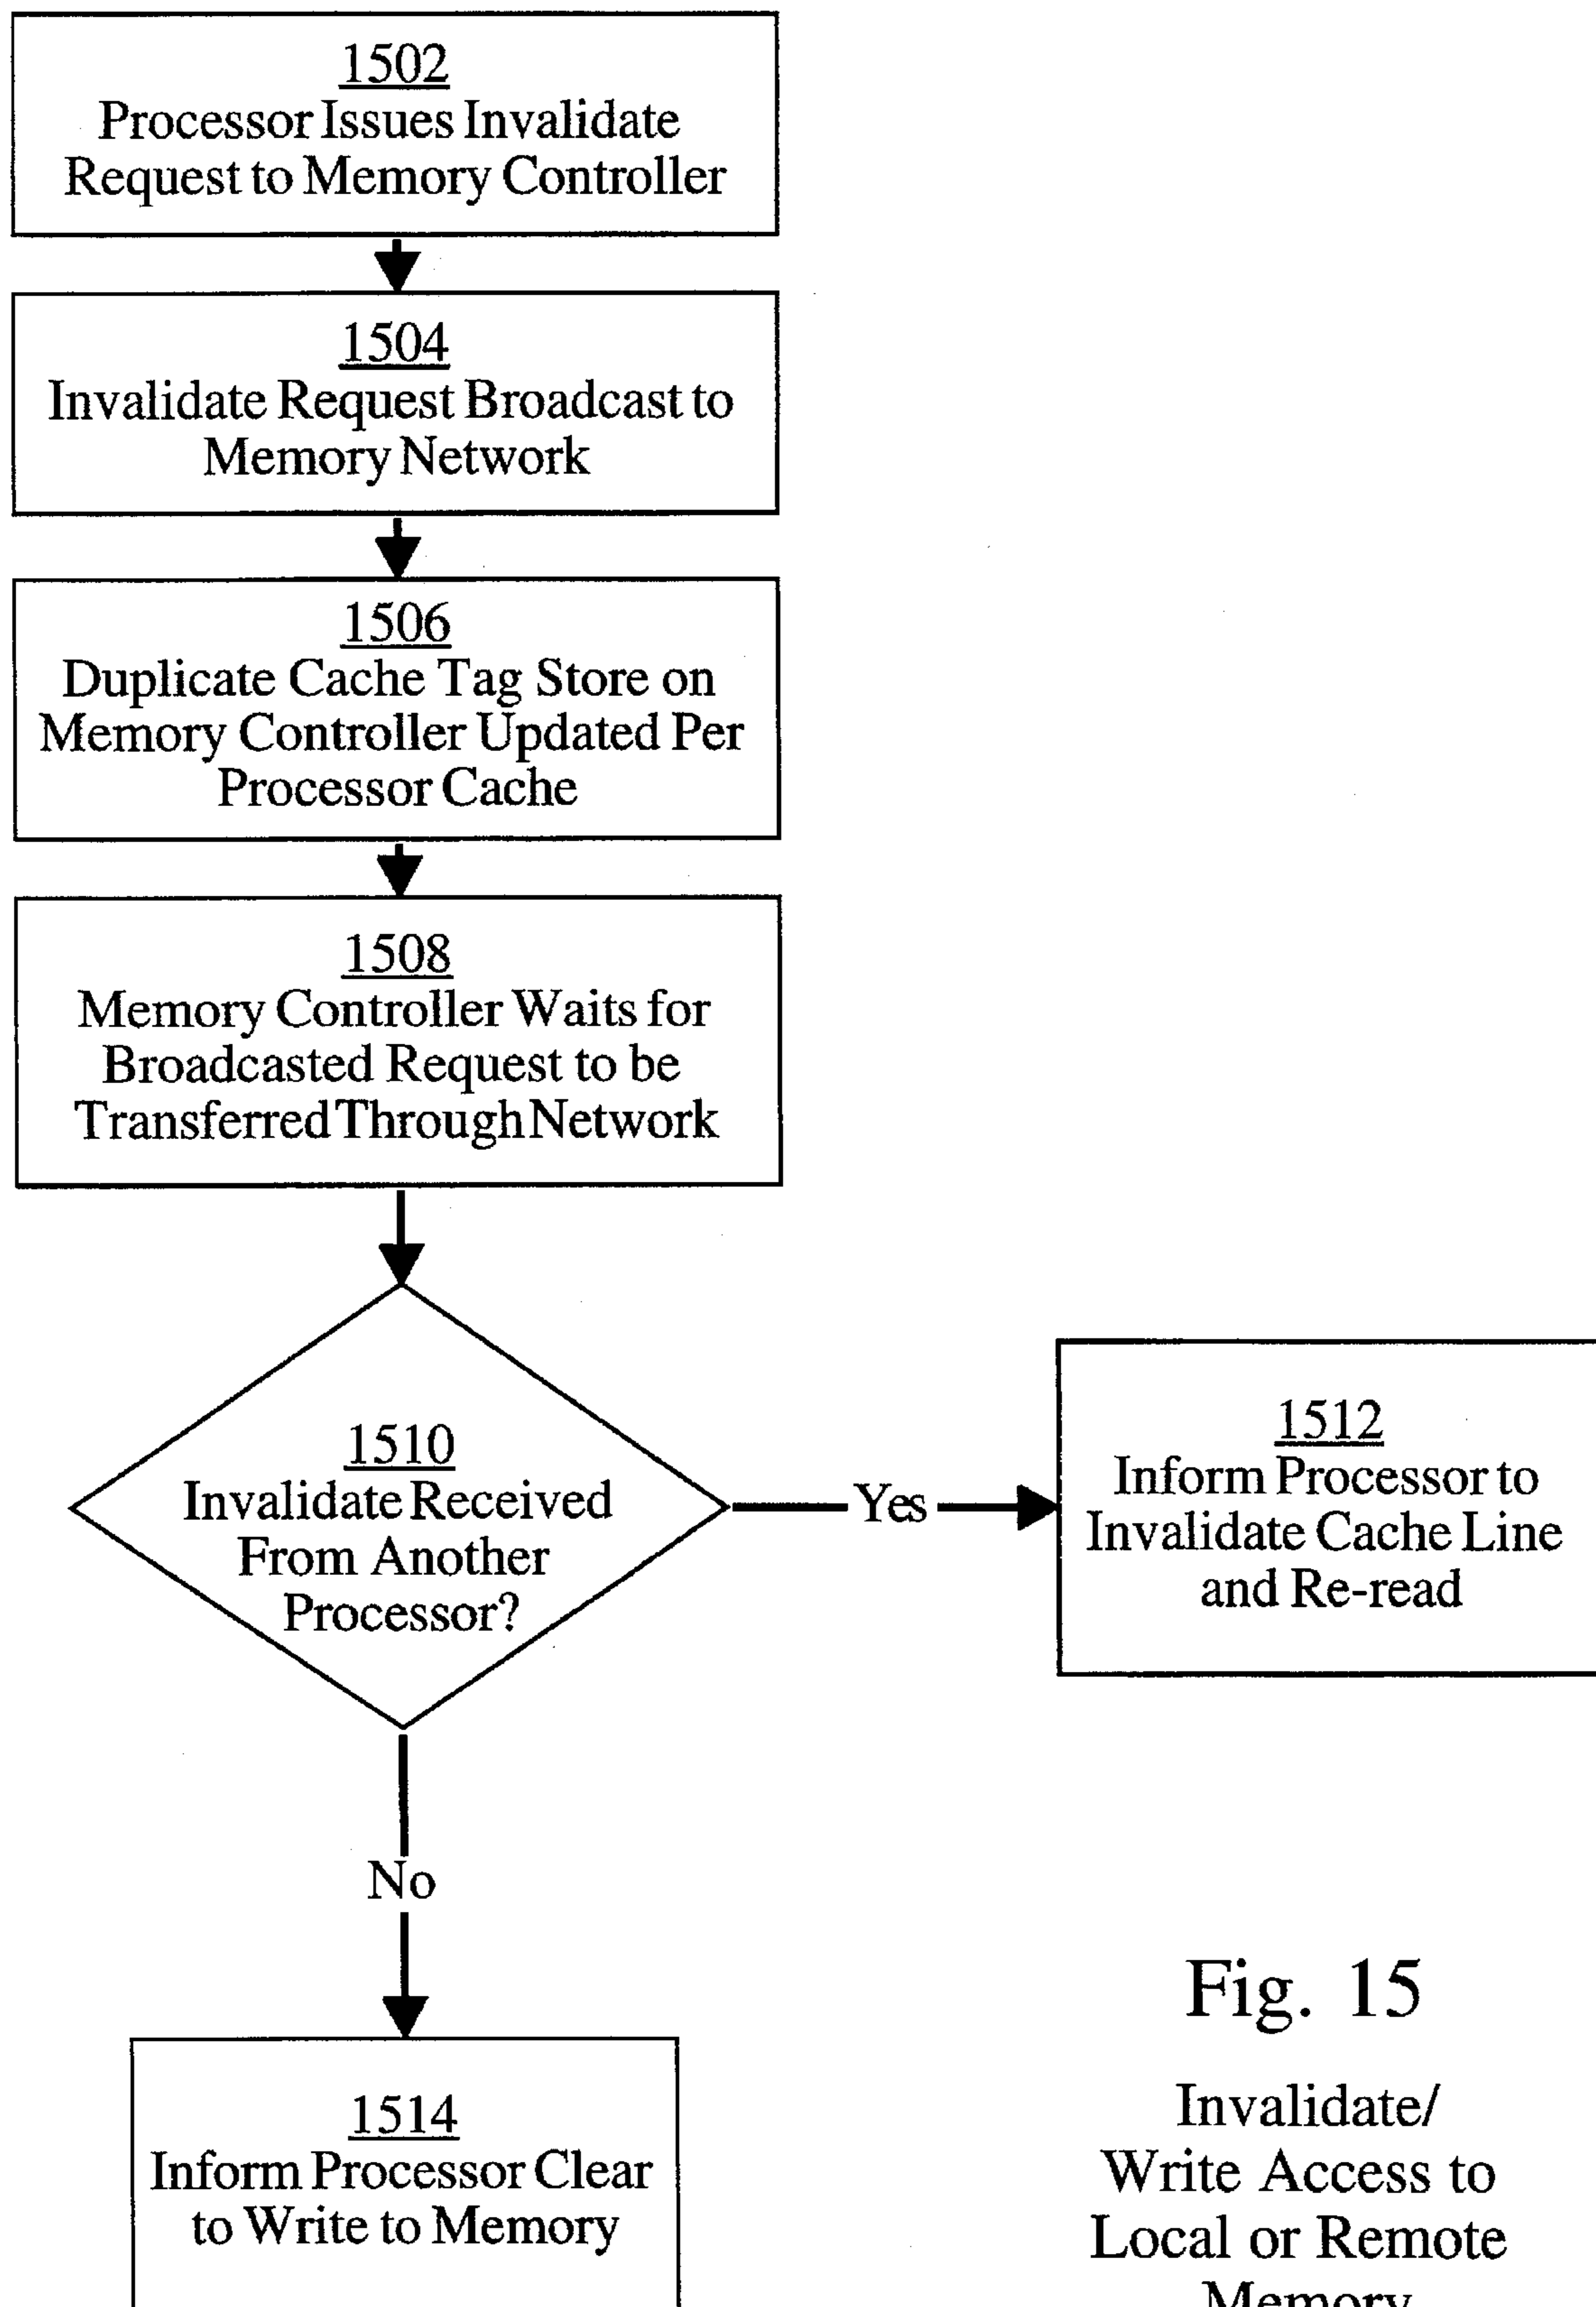 1502
Processor Issues Invalidate
Request to Memory Controller
1504
Invalidate Request Broadcast to
Memory Network
1506
Duplicate Cache Tag Store on
Memory Controller Updated Per
Processor Cache
1508
Memory Controller Waits for
Broadcasted Request to be
Transferred Through Network
1510
Invalidate Received
From Another
Processor?
Yes
1512
Inform Processor to
Invalidate Cache Line
and Re-read
No
1514
Inform Processor Clear
to Write to Memory
Fig. 15
Invalidate/
Write Access to
Local or Remote
Memory